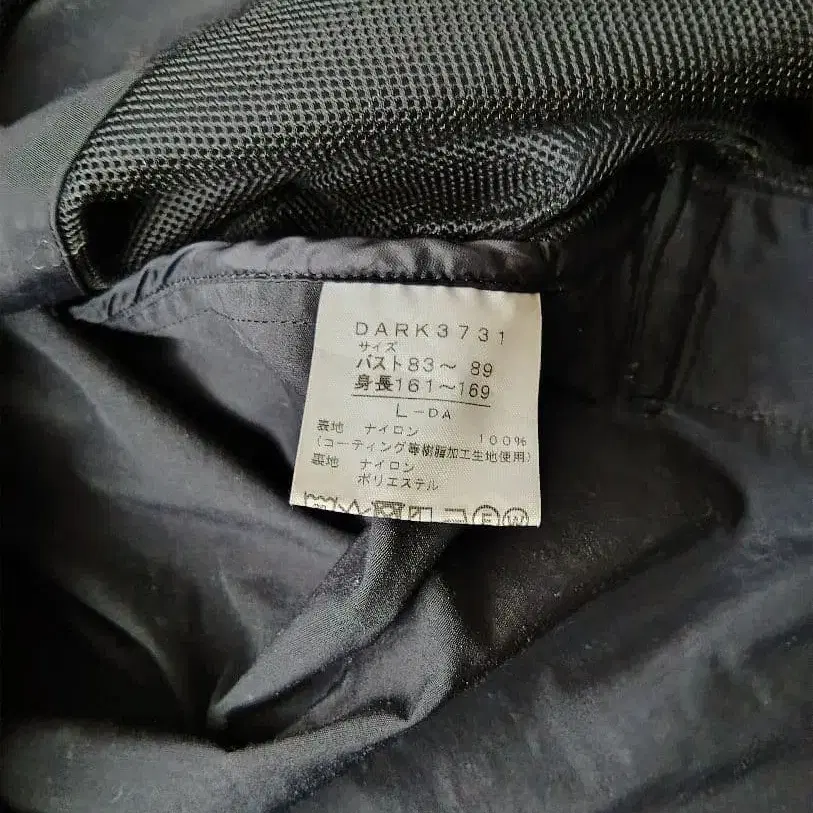 DARK3731
サイズ
バスト83～ 89
身長161～169
L-DA
表地 ナイロン 100%
(コーティング等樹脂加工生地使用)
裏地 ナイロン
ポリエステル
F W